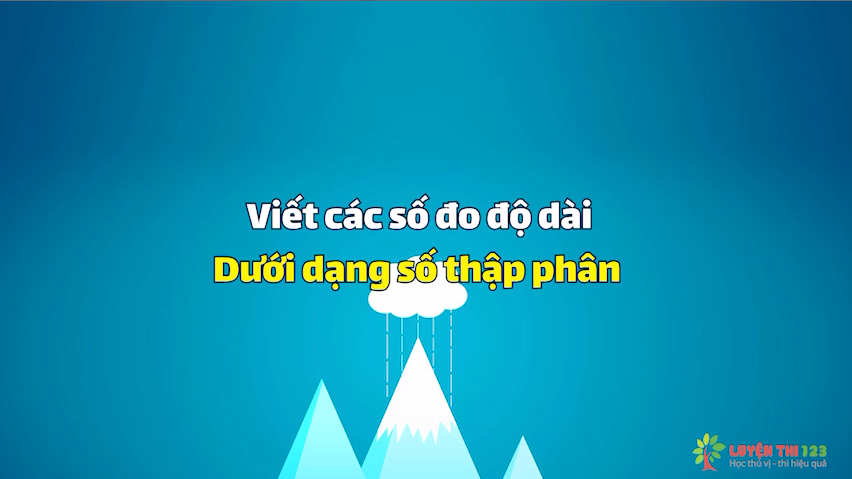 Viết các số đo độ dài
Dưới dạng số thập phân
LUYỆN THI 123
Học thú vị - thi hiệu quả